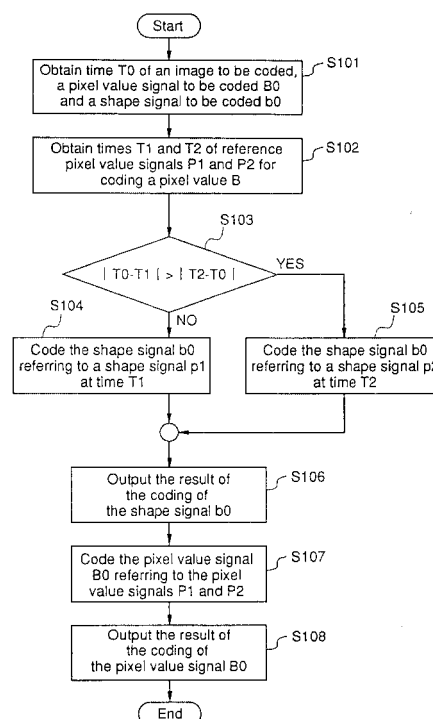 Start
S101
Obtain time T0 of an image to be coded,
a pixel value signal to be coded B0
and a shape signal to be coded b0
S102
Obtain times T1 and T2 of reference
pixel value signals P1 and P2 for
coding a pixel value B
S103
| T0-T1 | > | T2-T0 |
YES
NO
S104
Code the shape signal b0
referring to a shape signal p1
at time T1
S105
Code the shape signal b0
referring to a shape signal p2
at time T2
S106
Output the result of
the coding of
the shape signal b0
S107
Code the pixel value signal
B0 referring to the pixel
value signals P1 and P2
S108
Output the result of
the coding of
the pixel value signal B0
End